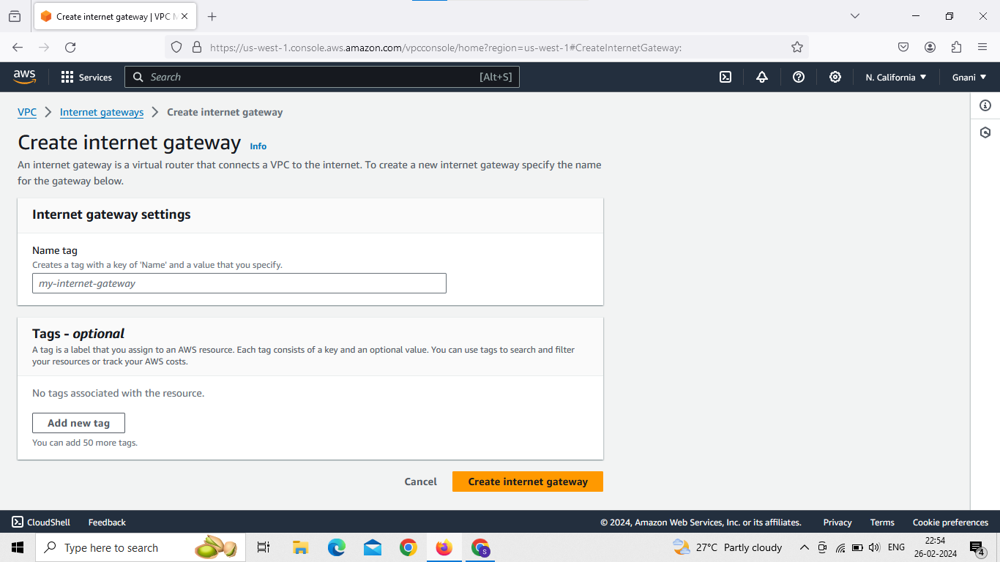 Create internet gateway | VPC M
https://us-west-1.console.aws.amazon.com/vpcconsole/home?region=us-west-1#CreateInternetGateway:
aws
Services
Search
[Alt+S]
N. California
Gnani
VPC
Internet gateways
Create internet gateway
Create internet gateway Info
An internet gateway is a virtual router that connects a VPC to the internet. To create a new internet gateway specify the name
for the gateway below.
Internet gateway settings
Name tag
Creates a tag with a key of 'Name' and a value that you specify.
my-internet-gateway
Tags - optional
A tag is a label that you assign to an AWS resource. Each tag consists of a key and an optional value. You can use tags to search and filter
your resources or track your AWS costs.
No tags associated with the resource.
Add new tag
You can add 50 more tags.
Cancel
Create internet gateway
CloudShell
Feedback
© 2024, Amazon Web Services, Inc. or its affiliates.
Privacy
Terms
Cookie preferences
Type here to search
S
27°C Partly cloudy
ENG
22:54
26-02-2024
4